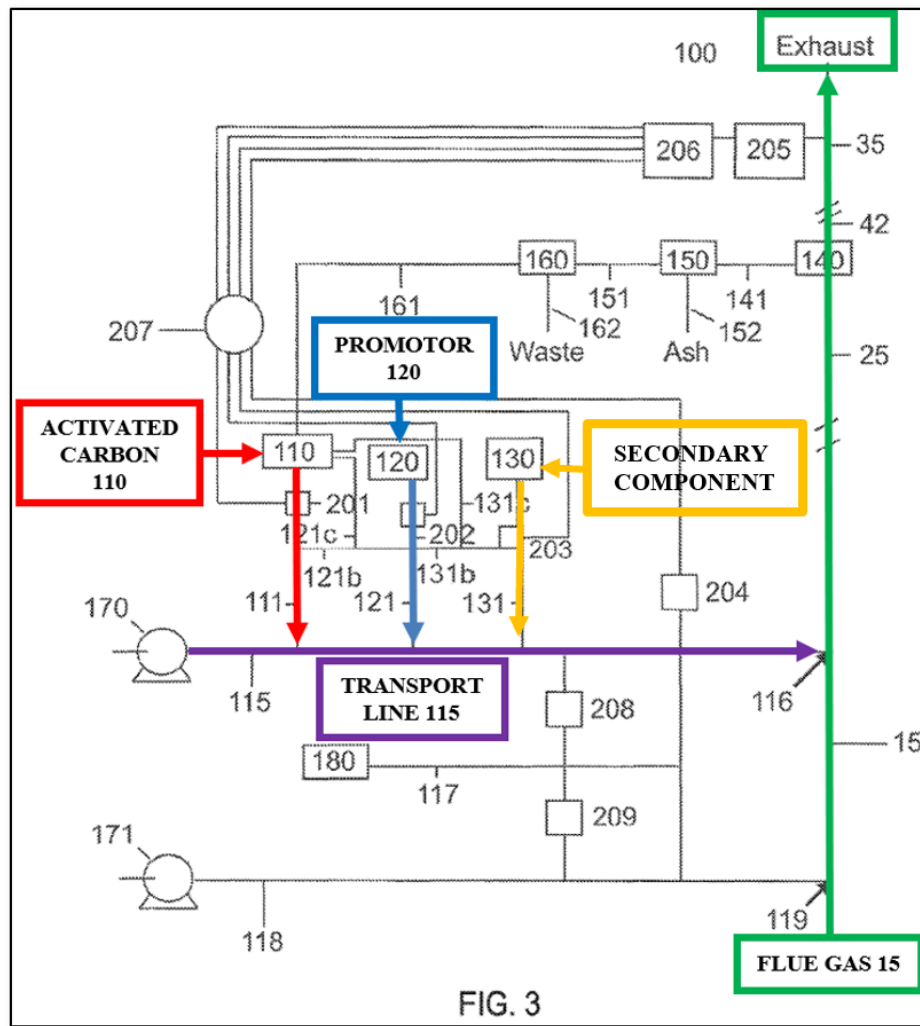 100
Exhaust
206
205
35
42
160
150
140
161
151
141
162
152
207
Waste
Ash
25
PROMOTOR
120
ACTIVATED
CARBON
110
110
120
130
SECONDARY
COMPONENT
201
131c
121c
202
203
121b
131b
204
111
121
131
170
115
TRANSPORT
LINE 115
116
208
15
180
117
209
171
118
119
FLUE GAS 15
FIG. 3